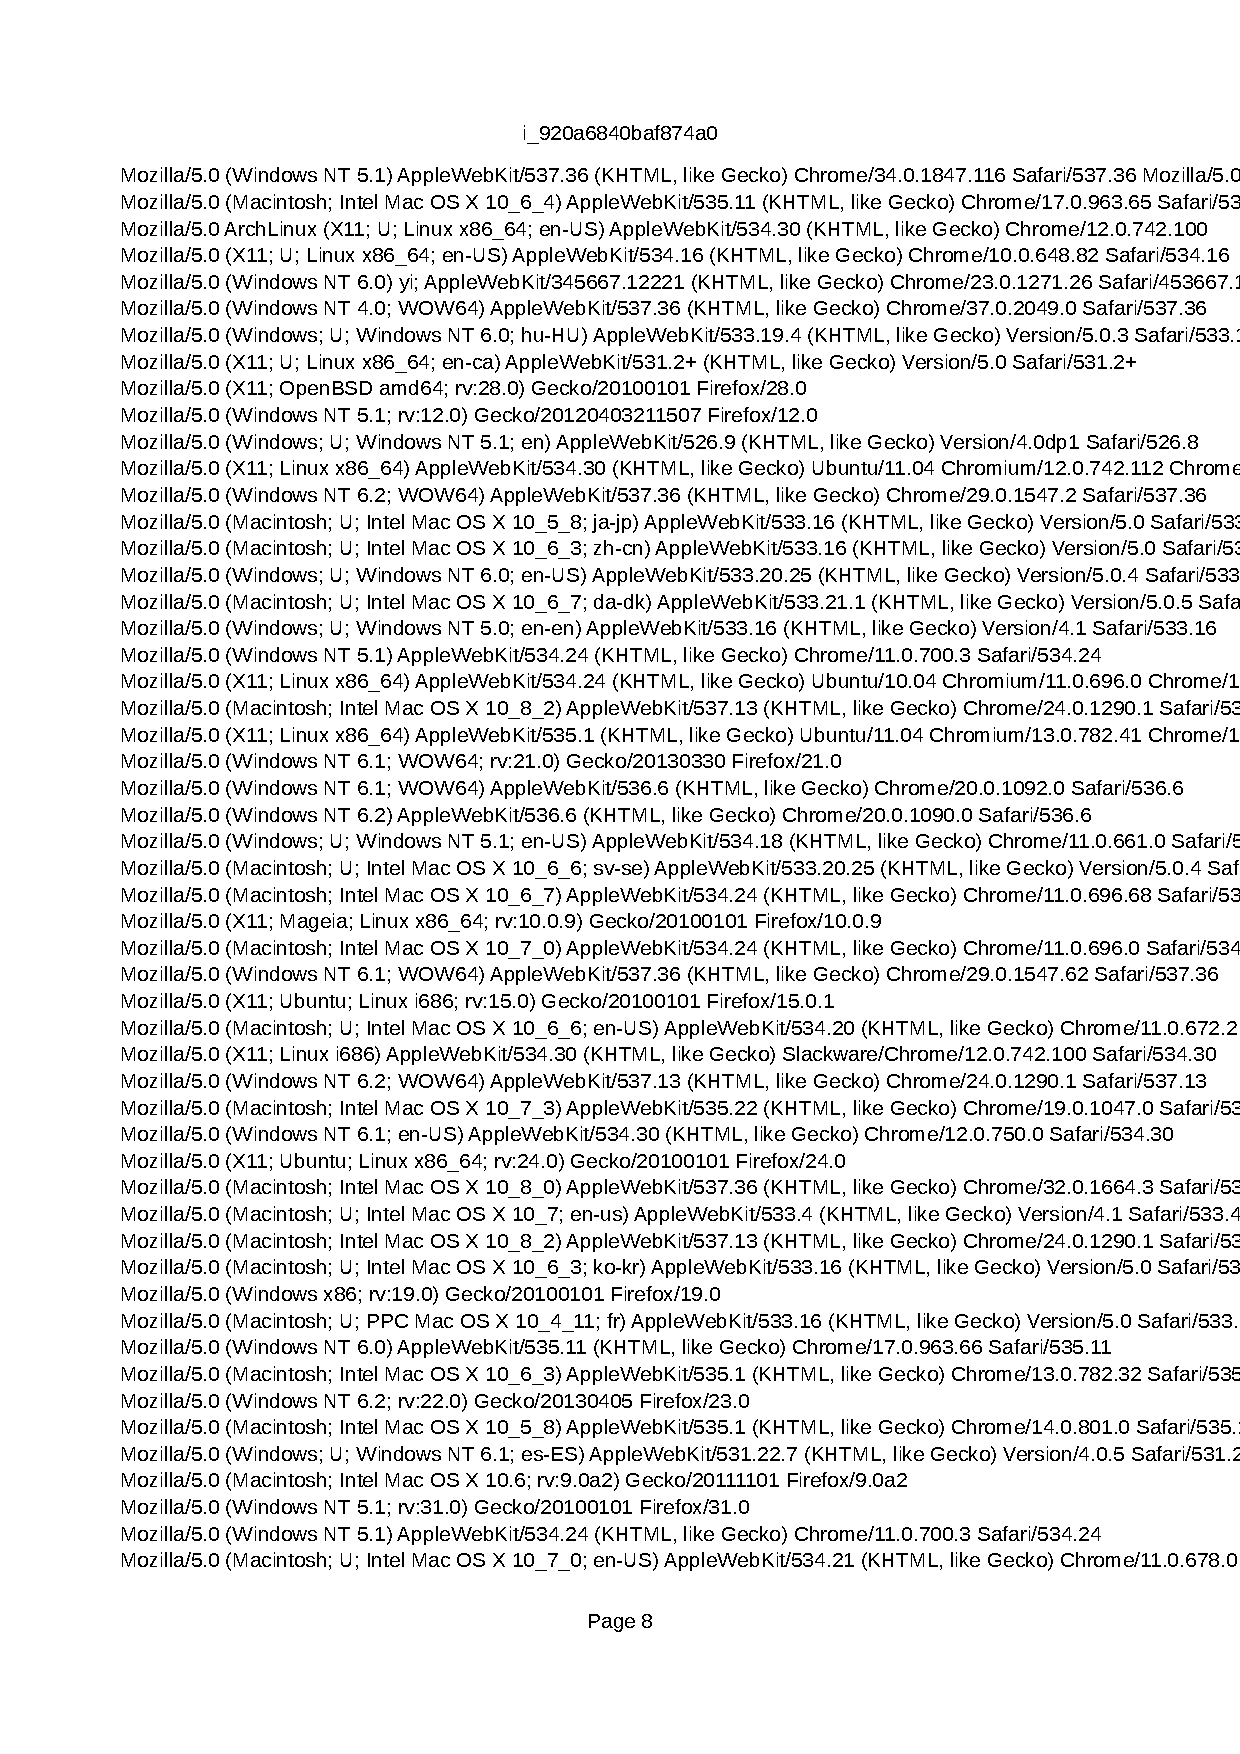 i_920a6840baf874a0
Mozilla/5.0 (Windows NT 5.1) AppleWebKit/537.36 (KHTML, like Gecko) Chrome/34.0.1847.116 Safari/537.36 Mozilla/5.0
Mozilla/5.0 (Macintosh; Intel Mac OS X 10_6_4) AppleWebKit/535.11 (KHTML, like Gecko) Chrome/17.0.963.65 Safari/53
Mozilla/5.0 ArchLinux (X11; U; Linux x86_64; en-US) AppleWebKit/534.30 (KHTML, like Gecko) Chrome/12.0.742.100
Mozilla/5.0 (X11; U; Linux x86_64; en-US) AppleWebKit/534.16 (KHTML, like Gecko) Chrome/10.0.648.82 Safari/534.16
Mozilla/5.0 (Windows NT 6.0) yi; AppleWebKit/345667.12221 (KHTML, like Gecko) Chrome/23.0.1271.26 Safari/453667.1
Mozilla/5.0 (Windows NT 4.0; WOW64) AppleWebKit/537.36 (KHTML, like Gecko) Chrome/37.0.2049.0 Safari/537.36
Mozilla/5.0 (Windows; U; Windows NT 6.0; hu-HU) AppleWebKit/533.19.4 (KHTML, like Gecko) Version/5.0.3 Safari/533.1
Mozilla/5.0 (X11; U; Linux x86_64; en-ca) AppleWebKit/531.2+ (KHTML, like Gecko) Version/5.0 Safari/531.2+
Mozilla/5.0 (X11; OpenBSD amd64; rv:28.0) Gecko/20100101 Firefox/28.0
Mozilla/5.0 (Windows NT 5.1; rv:12.0) Gecko/20120403211507 Firefox/12.0
Mozilla/5.0 (Windows; U; Windows NT 5.1; en) AppleWebKit/526.9 (KHTML, like Gecko) Version/4.0dp1 Safari/526.8
Mozilla/5.0 (X11; Linux x86_64) AppleWebKit/534.30 (KHTML, like Gecko) Ubuntu/11.04 Chromium/12.0.742.112 Chrome
Mozilla/5.0 (Windows NT 6.2; WOW64) AppleWebKit/537.36 (KHTML, like Gecko) Chrome/29.0.1547.2 Safari/537.36
Mozilla/5.0 (Macintosh; U; Intel Mac OS X 10_5_8; ja-jp) AppleWebKit/533.16 (KHTML, like Gecko) Version/5.0 Safari/533
Mozilla/5.0 (Macintosh; U; Intel Mac OS X 10_6_3; zh-cn) AppleWebKit/533.16 (KHTML, like Gecko) Version/5.0 Safari/53
Mozilla/5.0 (Windows; U; Windows NT 6.0; en-US) AppleWebKit/533.20.25 (KHTML, like Gecko) Version/5.0.4 Safari/533
Mozilla/5.0 (Macintosh; U; Intel Mac OS X 10_6_7; da-dk) AppleWebKit/533.21.1 (KHTML, like Gecko) Version/5.0.5 Safa
Mozilla/5.0 (Windows; U; Windows NT 5.0; en-en) AppleWebKit/533.16 (KHTML, like Gecko) Version/4.1 Safari/533.16
Mozilla/5.0 (Windows NT 5.1) AppleWebKit/534.24 (KHTML, like Gecko) Chrome/11.0.700.3 Safari/534.24
Mozilla/5.0 (X11; Linux x86_64) AppleWebKit/534.24 (KHTML, like Gecko) Ubuntu/10.04 Chromium/11.0.696.0 Chrome/1
Mozilla/5.0 (Macintosh; Intel Mac OS X 10_8_2) AppleWebKit/537.13 (KHTML, like Gecko) Chrome/24.0.1290.1 Safari/53
Mozilla/5.0 (X11; Linux x86_64) AppleWebKit/535.1 (KHTML, like Gecko) Ubuntu/11.04 Chromium/13.0.782.41 Chrome/1
Mozilla/5.0 (Windows NT 6.1; WOW64; rv:21.0) Gecko/20130330 Firefox/21.0
Mozilla/5.0 (Windows NT 6.1; WOW64) AppleWebKit/536.6 (KHTML, like Gecko) Chrome/20.0.1092.0 Safari/536.6
Mozilla/5.0 (Windows NT 6.2) AppleWebKit/536.6 (KHTML, like Gecko) Chrome/20.0.1090.0 Safari/536.6
Mozilla/5.0 (Windows; U; Windows NT 5.1; en-US) AppleWebKit/534.18 (KHTML, like Gecko) Chrome/11.0.661.0 Safari/5
Mozilla/5.0 (Macintosh; U; Intel Mac OS X 10_6_6; sv-se) AppleWebKit/533.20.25 (KHTML, like Gecko) Version/5.0.4 Saf
Mozilla/5.0 (Macintosh; Intel Mac OS X 10_6_7) AppleWebKit/534.24 (KHTML, like Gecko) Chrome/11.0.696.68 Safari/53
Mozilla/5.0 (X11; Mageia; Linux x86_64; rv:10.0.9) Gecko/20100101 Firefox/10.0.9
Mozilla/5.0 (Macintosh; Intel Mac OS X 10_7_0) AppleWebKit/534.24 (KHTML, like Gecko) Chrome/11.0.696.0 Safari/534
Mozilla/5.0 (Windows NT 6.1; WOW64) AppleWebKit/537.36 (KHTML, like Gecko) Chrome/29.0.1547.62 Safari/537.36
Mozilla/5.0 (X11; Ubuntu; Linux i686; rv:15.0) Gecko/20100101 Firefox/15.0.1
Mozilla/5.0 (Macintosh; U; Intel Mac OS X 10_6_6; en-US) AppleWebKit/534.20 (KHTML, like Gecko) Chrome/11.0.672.2
Mozilla/5.0 (X11; Linux i686) AppleWebKit/534.30 (KHTML, like Gecko) Slackware/Chrome/12.0.742.100 Safari/534.30
Mozilla/5.0 (Windows NT 6.2; WOW64) AppleWebKit/537.13 (KHTML, like Gecko) Chrome/24.0.1290.1 Safari/537.13
Mozilla/5.0 (Macintosh; Intel Mac OS X 10_7_3) AppleWebKit/535.22 (KHTML, like Gecko) Chrome/19.0.1047.0 Safari/53
Mozilla/5.0 (Windows NT 6.1; en-US) AppleWebKit/534.30 (KHTML, like Gecko) Chrome/12.0.750.0 Safari/534.30
Mozilla/5.0 (X11; Ubuntu; Linux x86_64; rv:24.0) Gecko/20100101 Firefox/24.0
Mozilla/5.0 (Macintosh; Intel Mac OS X 10_8_0) AppleWebKit/537.36 (KHTML, like Gecko) Chrome/32.0.1664.3 Safari/53
Mozilla/5.0 (Macintosh; U; Intel Mac OS X 10_7; en-us) AppleWebKit/533.4 (KHTML, like Gecko) Version/4.1 Safari/533.4
Mozilla/5.0 (Macintosh; Intel Mac OS X 10_8_2) AppleWebKit/537.13 (KHTML, like Gecko) Chrome/24.0.1290.1 Safari/53
Mozilla/5.0 (Macintosh; U; Intel Mac OS X 10_6_3; ko-kr) AppleWebKit/533.16 (KHTML, like Gecko) Version/5.0 Safari/53
Mozilla/5.0 (Windows x86; rv:19.0) Gecko/20100101 Firefox/19.0
Mozilla/5.0 (Macintosh; U; PPC Mac OS X 10_4_11; fr) AppleWebKit/533.16 (KHTML, like Gecko) Version/5.0 Safari/533.
Mozilla/5.0 (Windows NT 6.0) AppleWebKit/535.11 (KHTML, like Gecko) Chrome/17.0.963.66 Safari/535.11
Mozilla/5.0 (Macintosh; Intel Mac OS X 10_6_3) AppleWebKit/535.1 (KHTML, like Gecko) Chrome/13.0.782.32 Safari/535
Mozilla/5.0 (Windows NT 6.2; rv:22.0) Gecko/20130405 Firefox/23.0
Mozilla/5.0 (Macintosh; Intel Mac OS X 10_5_8) AppleWebKit/535.1 (KHTML, like Gecko) Chrome/14.0.801.0 Safari/535.
Mozilla/5.0 (Windows; U; Windows NT 6.1; es-ES) AppleWebKit/531.22.7 (KHTML, like Gecko) Version/4.0.5 Safari/531.2
Mozilla/5.0 (Macintosh; Intel Mac OS X 10.6; rv:9.0a2) Gecko/20111101 Firefox/9.0a2
Mozilla/5.0 (Windows NT 5.1; rv:31.0) Gecko/20100101 Firefox/31.0
Mozilla/5.0 (Windows NT 5.1) AppleWebKit/534.24 (KHTML, like Gecko) Chrome/11.0.700.3 Safari/534.24
Mozilla/5.0 (Macintosh; U; Intel Mac OS X 10_7_0; en-US) AppleWebKit/534.21 (KHTML, like Gecko) Chrome/11.0.678.0
Page 8